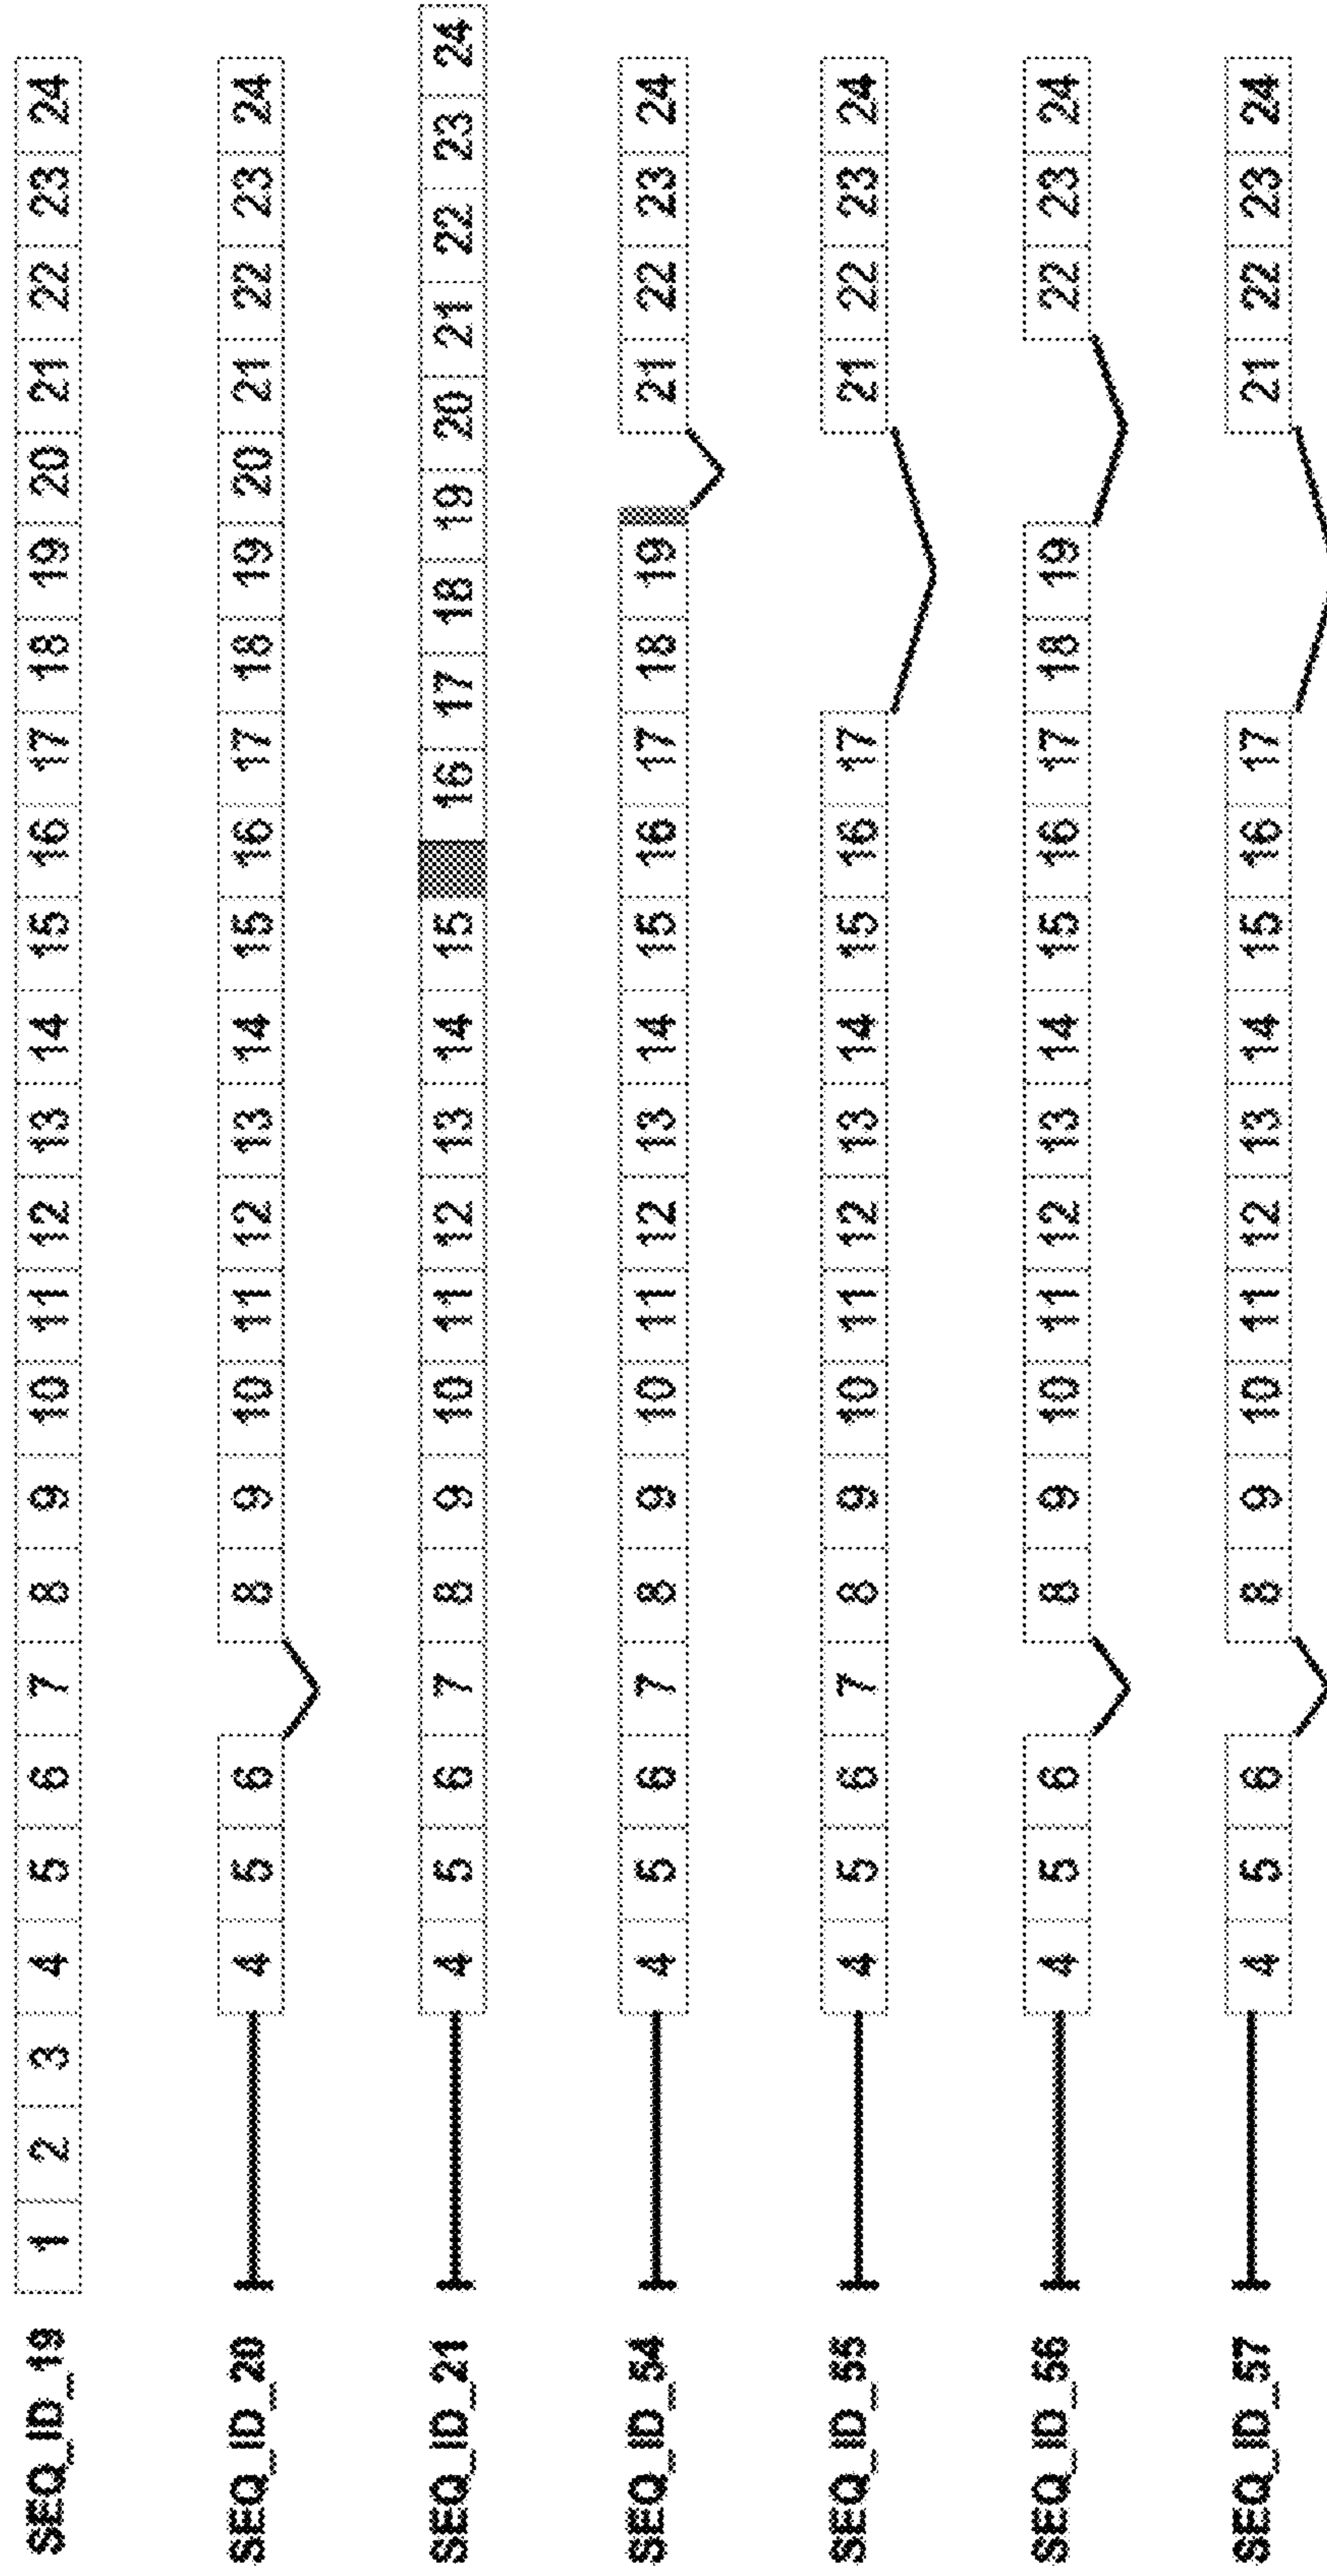 SEQ_ID_19 1 2 3 4 5 6 7 8 9 10 11 12 13 14 15 16 17 18 19 20 21 22 23 24
SEQ_ID_20 4 5 6 8 9 10 11 12 13 14 15 16 17 18 19 20 21 22 23 24
SEQ_ID_21 4 5 6 7 8 9 10 11 12 13 14 15 16 17 18 19 20 21 22 23 24
SEQ_ID_54 4 5 6 7 8 9 10 11 12 13 14 15 16 17 18 19 21 22 23 24
SEQ_ID_55 4 5 6 7 8 9 10 11 12 13 14 15 16 17 21 22 23 24
SEQ_ID_56 4 5 6 8 9 10 11 12 13 14 15 16 17 18 19 22 23 24
SEQ_ID_57 4 5 6 8 9 10 11 12 13 14 15 16 17 21 22 23 24